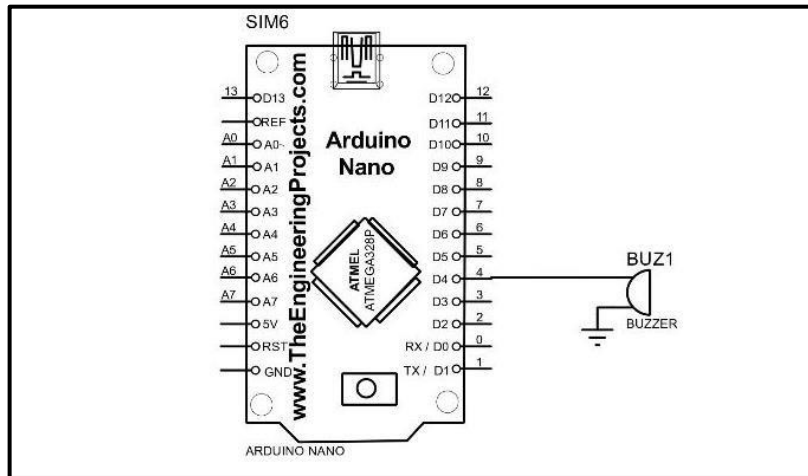 SIM6
www.TheEngineeringProjects.com
Arduino
Nano
ATMEL
ATMEGA328P
13 D13
REF
A0 A0~
A1 A1
A2 A2
A3 A3
A4 A4
A5 A5
A6 A6
A7 A7
5V
RST
GND
D12 12
D11 11
D10 10
D9 9
D8 8
D7 7
D6 6
D5 5
D4 4
D3 3
D2 2
RX / D0 0
TX / D1 1
BUZ1
BUZZER
ARDUINO NANO